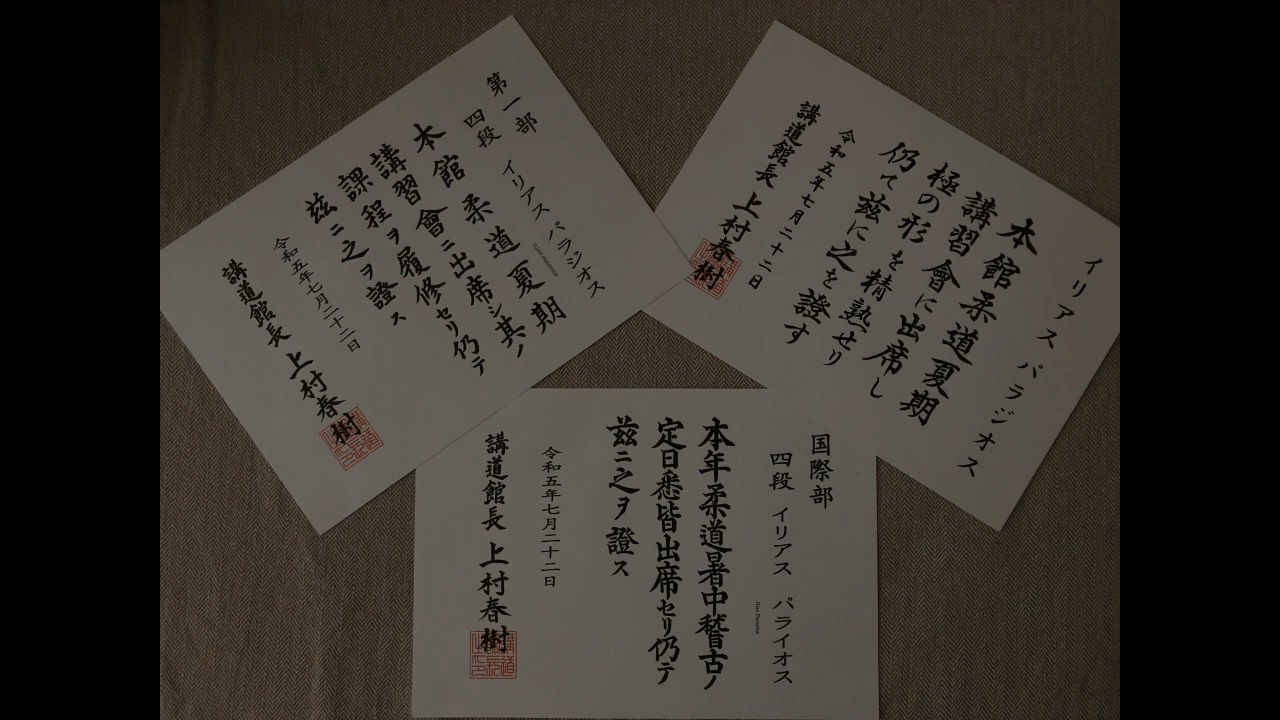 第一部
四段 イリアス パラジオス
本館柔道夏期
講習會ニ出席シ其ノ
課程ヲ履修セリ仍テ
茲ニ之ヲ證ス
令和五年七月二十二日
講道館長 上村春樹
イリアス パラジオス
本館柔道夏期
講習會に出席し
極の形を精熟せり
仍て茲に之を證す
令和五年七月二十二日
講道館長 上村春樹
国際部
四段 イリアス パライオス
本年柔道暑中稽古ノ
定日悉皆出席セリ仍テ
茲ニ之ヲ證ス
令和五年七月二十二日
講道館長 上村春樹